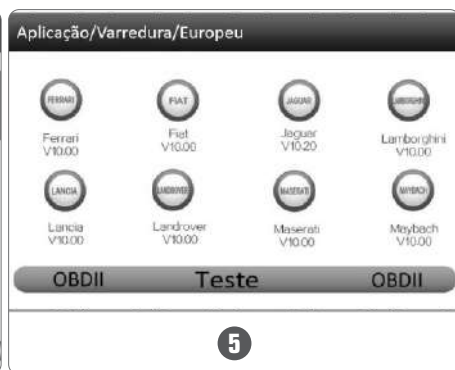 Aplicação/Varredura/Europeu
FERRARI FIAT JAGUAR LAMBORGHINI
Ferrari Fiat Jaguar Lamborghini
V10.00 V10.00 V10.20 V10.00
LANCIA LANDROVER MASERATI MAYBACH
Lancia Landrover Maserati Maybach
V10.00 V10.00 V10.00 V10.00
OBDII Teste OBDII
5